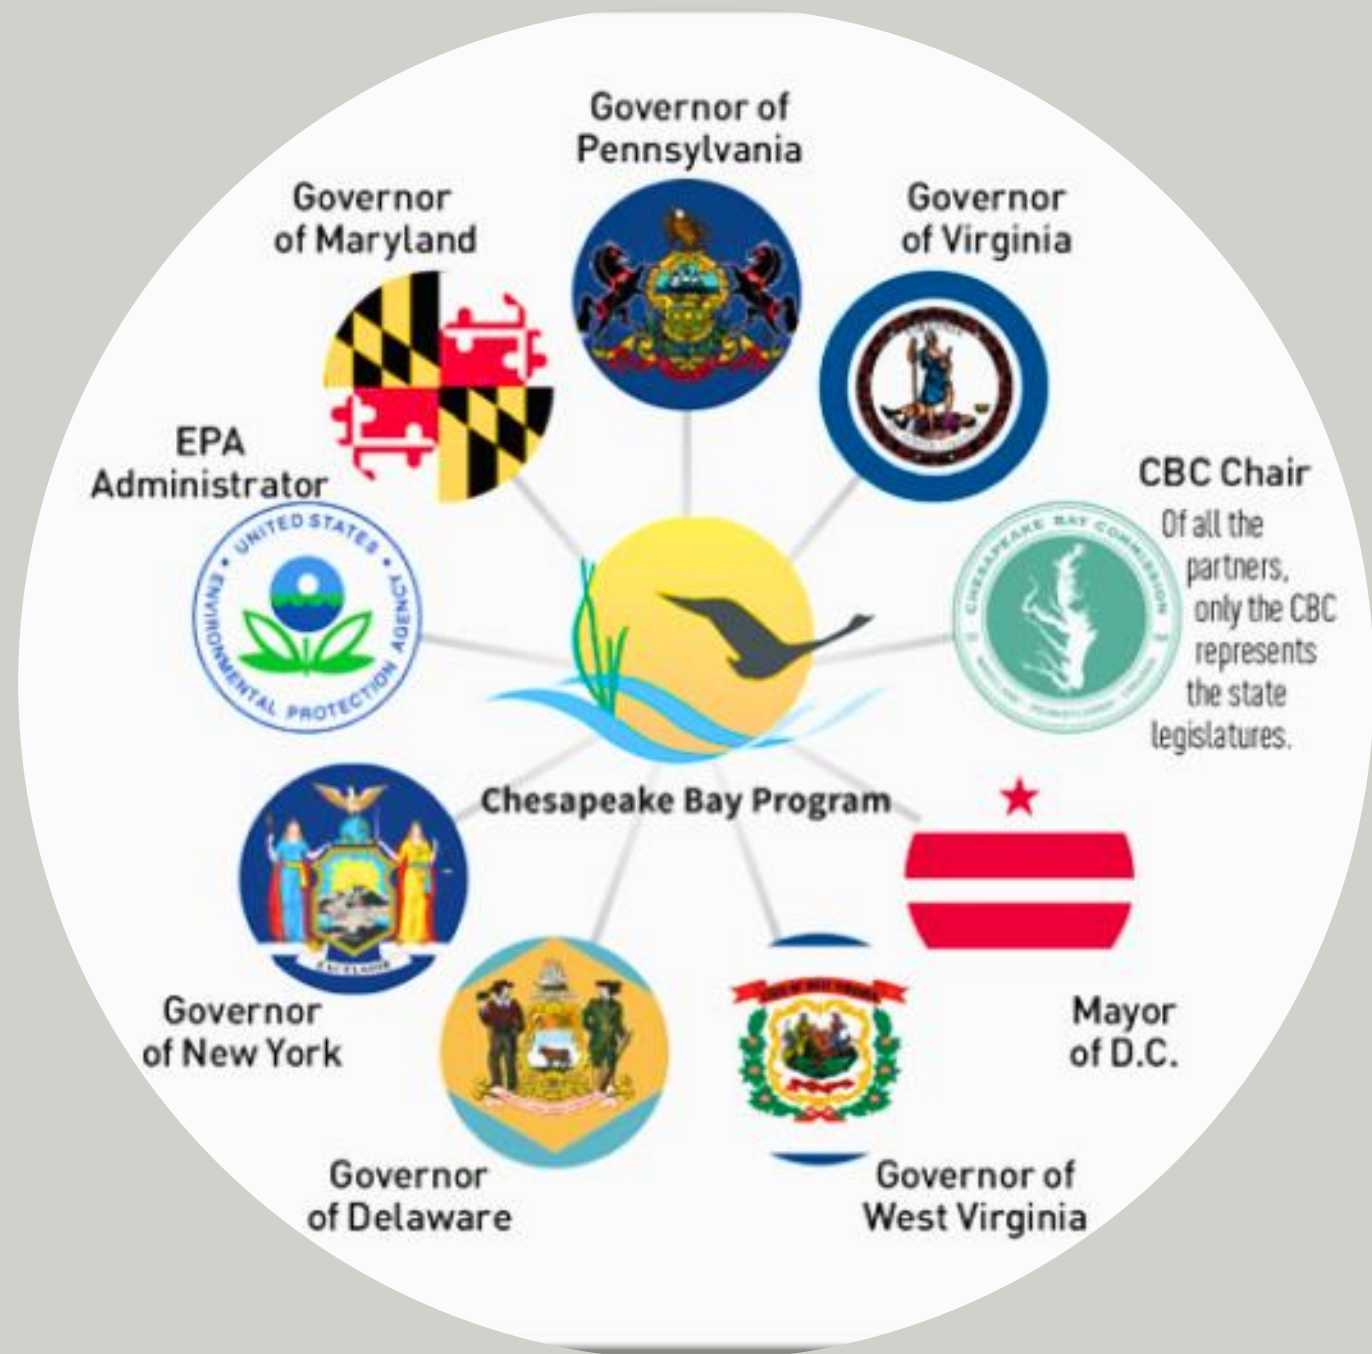 Governor of
Pennsylvania
Governor
of Maryland
Governor
of Virginia
EPA
Administrator
UNITED STATES
ENVIRONMENTAL PROTECTION AGENCY
CBC Chair
Of all the
partners,
only the CBC
represents
the state
legislatures.
CHESAPEAKE BAY COMMISSION
Chesapeake Bay Program
EXCELSIOR
Governor
of New York
Mayor
of D.C.
Governor
of Delaware
Governor of
West Virginia